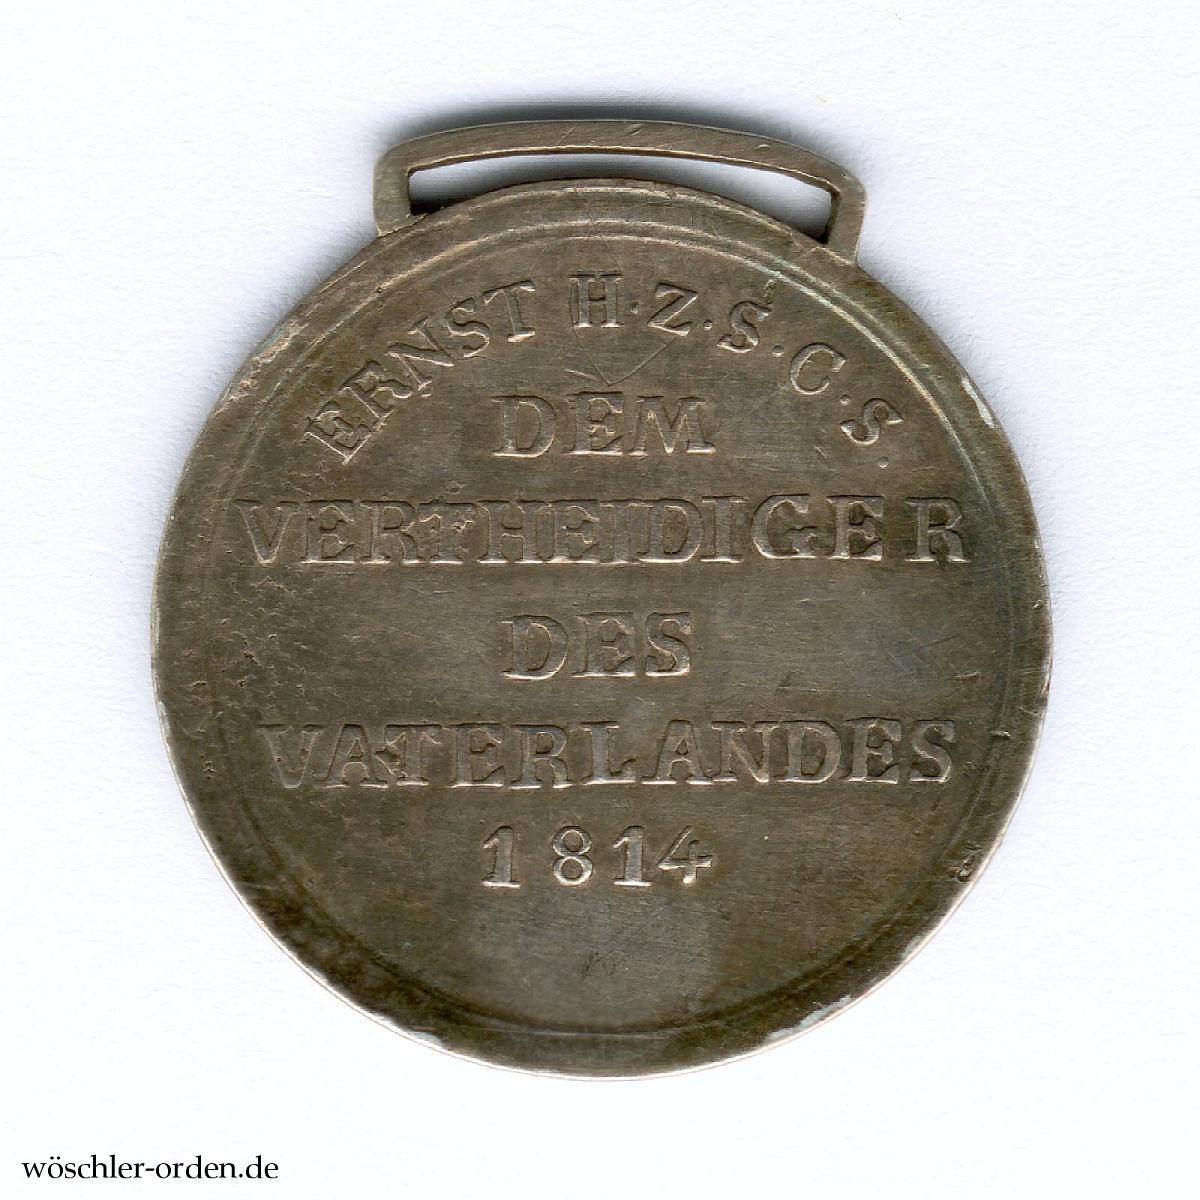 ERNST H.Z.S.C.S.
DEM
VERTHEIDIGER
DES
VATERLANDES
1814
wöschler-orden.de